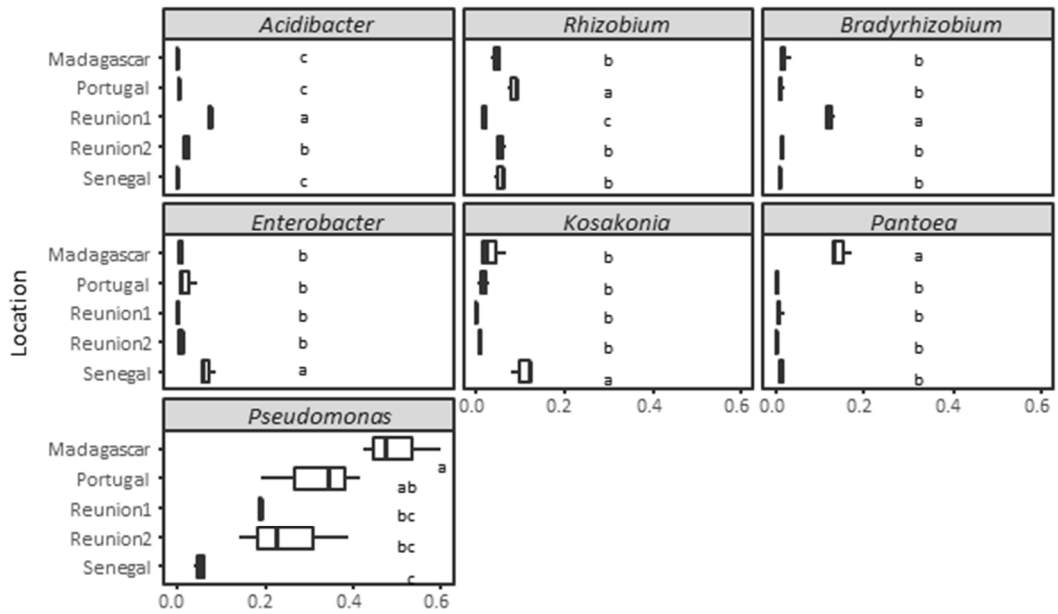 Acidibacter Rhizobium Bradyrhizobium
Madagascar c b b
Portugal c a b
Reunion1 a c a
Reunion2 b b b
Senegal c b b
Enterobacter Kosakonia Pantoea
Madagascar b b a
Portugal b b b
Reunion1 b b b
Reunion2 b b b
Senegal a a b
Location
0.0 0.2 0.4 0.6 0.0 0.2 0.4 0.6
Pseudomonas
Madagascar a
Portugal ab
Reunion1 bc
Reunion2 bc
Senegal c
0.0 0.2 0.4 0.6